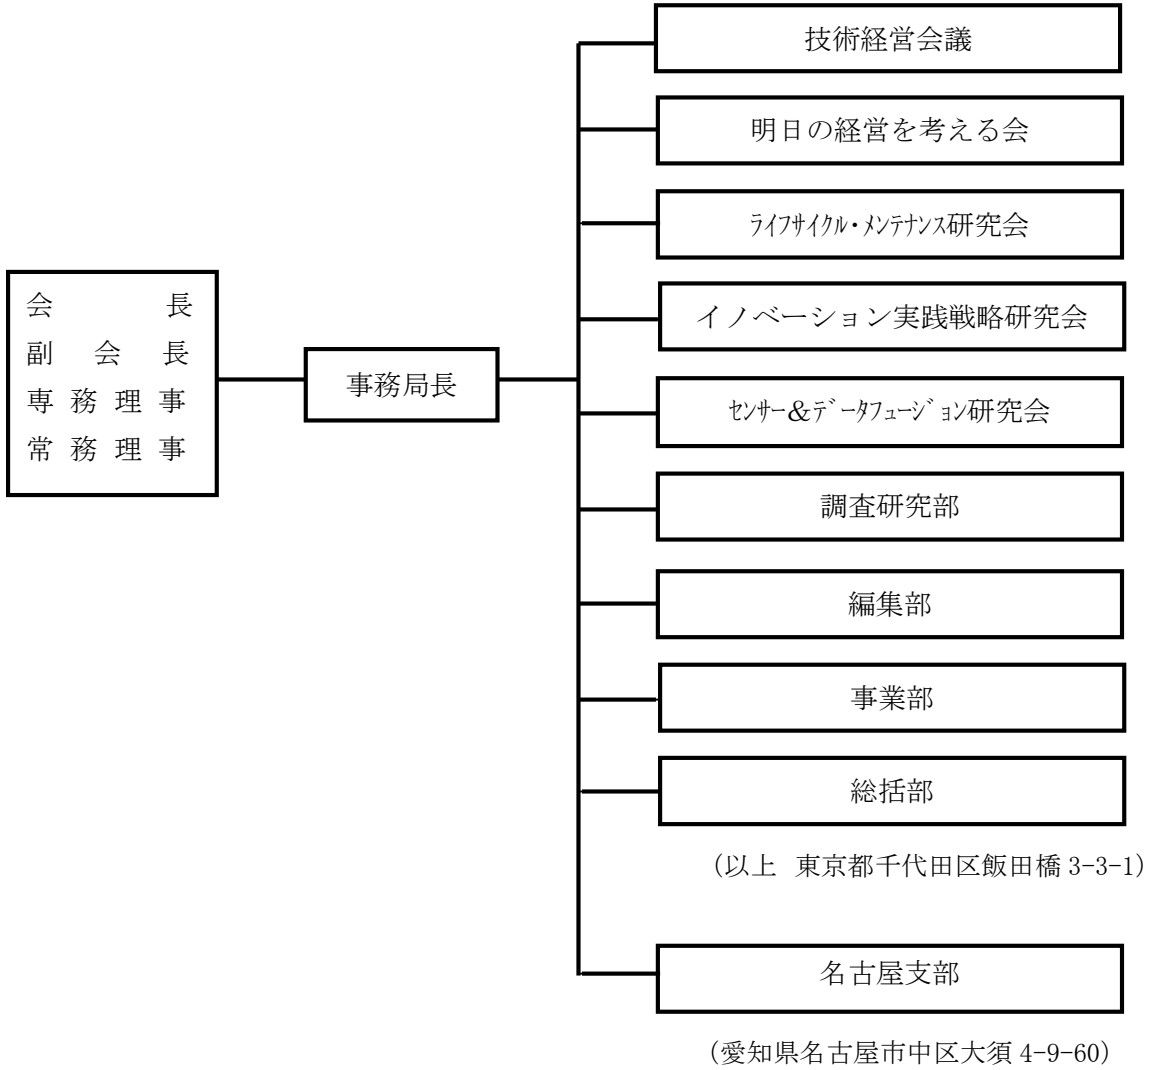 会長
副会長
専務理事
常務理事
事務局長
技術経営会議
明日の経営を考える会
ﾗｲﾌｻｲｸﾙ・ﾒﾝﾃﾅﾝｽ研究会
イノベーション実践戦略研究会
ｾﾝｻｰ&ﾃﾞｰﾀﾌｭｰｼﾞｮﾝ研究会
調査研究部
編集部
事業部
総括部
(以上 東京都千代田区飯田橋 3-3-1)
名古屋支部
(愛知県名古屋市中区大須 4-9-60)